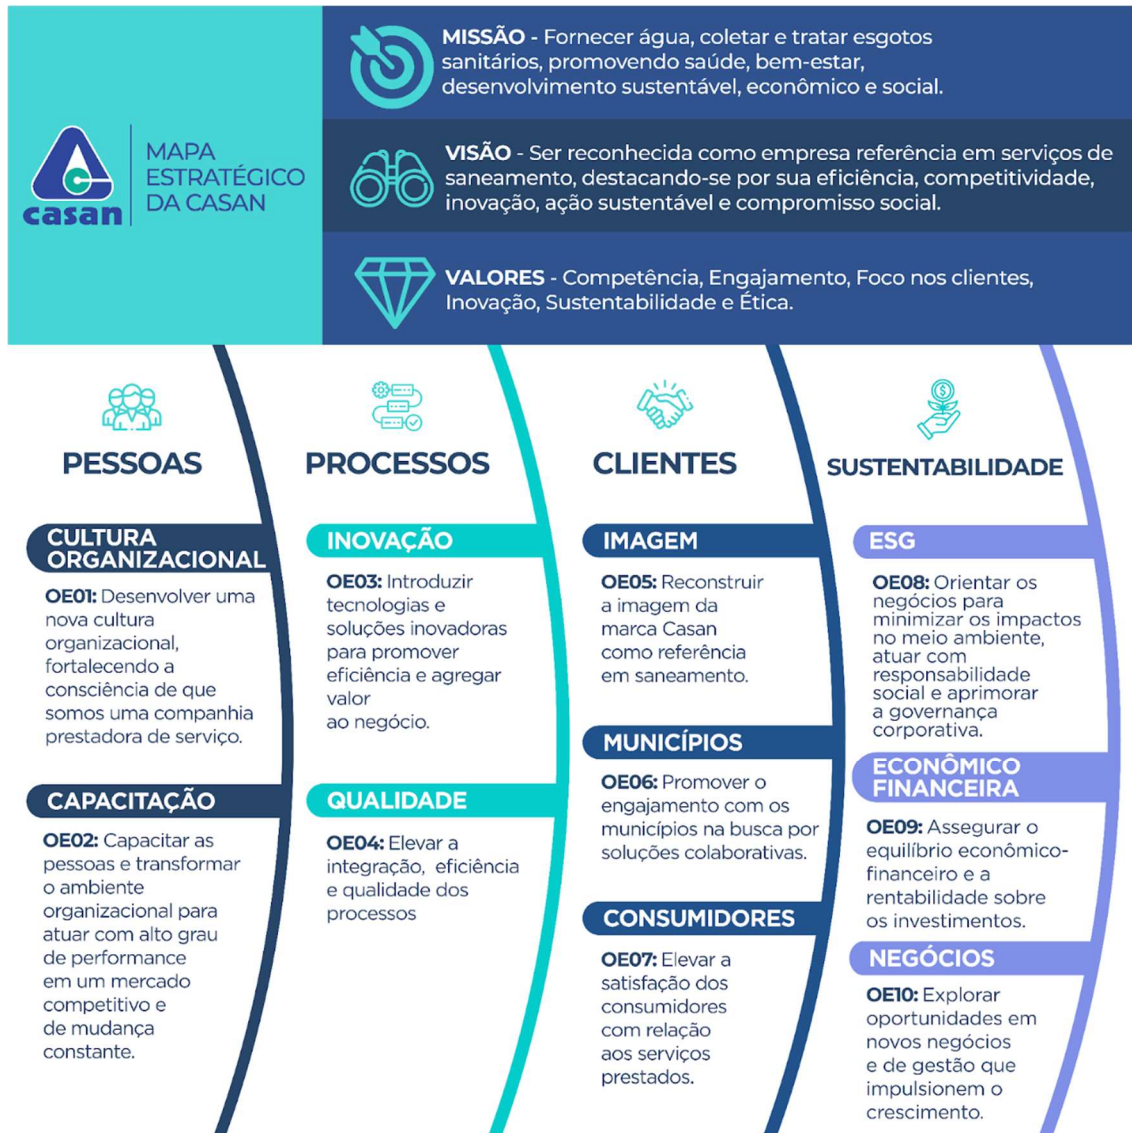 casan
MAPA
ESTRATÉGICO
DA CASAN
MISSÃO - Fornecer água, coletar e tratar esgotos
sanitários, promovendo saúde, bem-estar,
desenvolvimento sustentável, econômico e social.
VISÃO - Ser reconhecida como empresa referência em serviços de
saneamento, destacando-se por sua eficiência, competitividade,
inovação, ação sustentável e compromisso social.
VALORES - Competência, Engajamento, Foco nos clientes,
Inovação, Sustentabilidade e Ética.
PESSOAS
CULTURA
ORGANIZACIONAL
OE01: Desenvolver uma
nova cultura
organizacional,
fortalecendo a
consciência de que
somos uma companhia
prestadora de serviço.
CAPACITAÇÃO
OE02: Capacitar as
pessoas e transformar
o ambiente
organizacional para
atuar com alto grau
de performance
em um mercado
competitivo e
de mudança
constante.
PROCESSOS
INOVAÇÃO
OE03: Introduzir
tecnologias e
soluções inovadoras
para promover
eficiência e agregar
valor
ao negócio.
QUALIDADE
OE04: Elevar a
integração, eficiência
e qualidade dos
processos
CLIENTES
IMAGEM
OE05: Reconstruir
a imagem da
marca Casan
como referência
em saneamento.
MUNICÍPIOS
OE06: Promover o
engajamento com os
municípios na busca por
soluções colaborativas.
CONSUMIDORES
OE07: Elevar a
satisfação dos
consumidores
com relação
aos serviços
prestados.
SUSTENTABILIDADE
ESG
OE08: Orientar os
negócios para
minimizar os impactos
no meio ambiente,
atuar com
responsabilidade
social e aprimorar
a governança
corporativa.
ECONÔMICO
FINANCEIRA
OE09: Assegurar o
equilíbrio econômico-
financeiro e a
rentabilidade sobre
os investimentos.
NEGÓCIOS
OE10: Explorar
oportunidades em
novos negócios
e de gestão que
impulsionem o
crescimento.